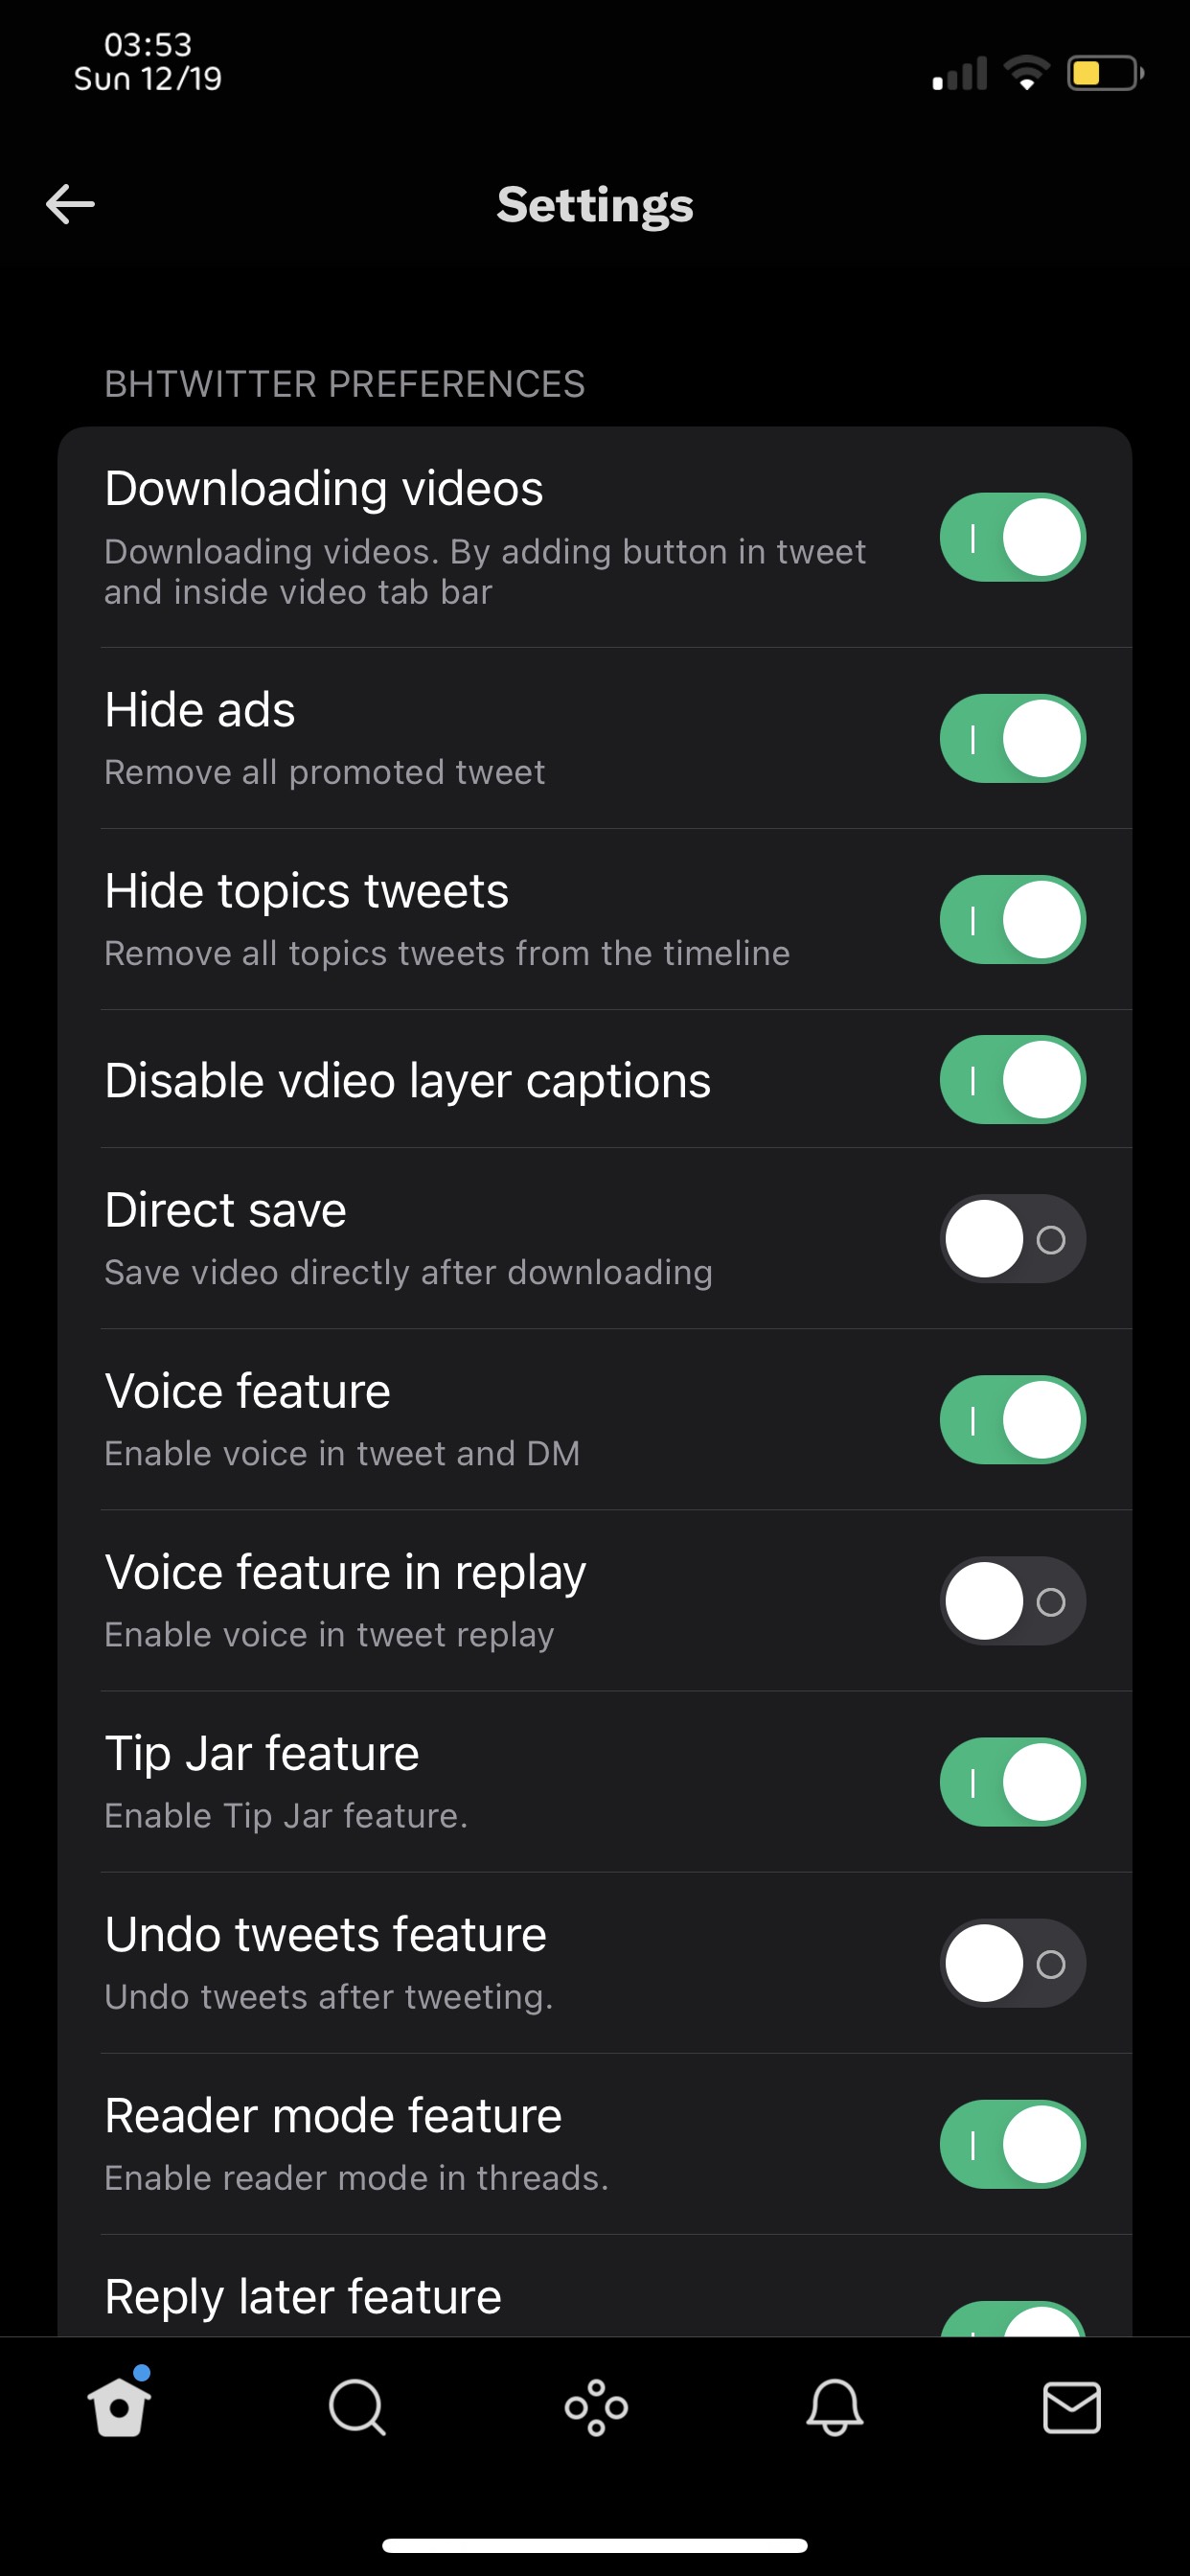 03:53
Sun 12/19
Settings
BHTWITTER PREFERENCES
Downloading videos
Downloading videos. By adding button in tweet
and inside video tab bar
Hide ads
Remove all promoted tweet
Hide topics tweets
Remove all topics tweets from the timeline
Disable vdieo layer captions
Direct save
Save video directly after downloading
Voice feature
Enable voice in tweet and DM
Voice feature in replay
Enable voice in tweet replay
Tip Jar feature
Enable Tip Jar feature.
Undo tweets feature
Undo tweets after tweeting.
Reader mode feature
Enable reader mode in threads.
Reply later feature